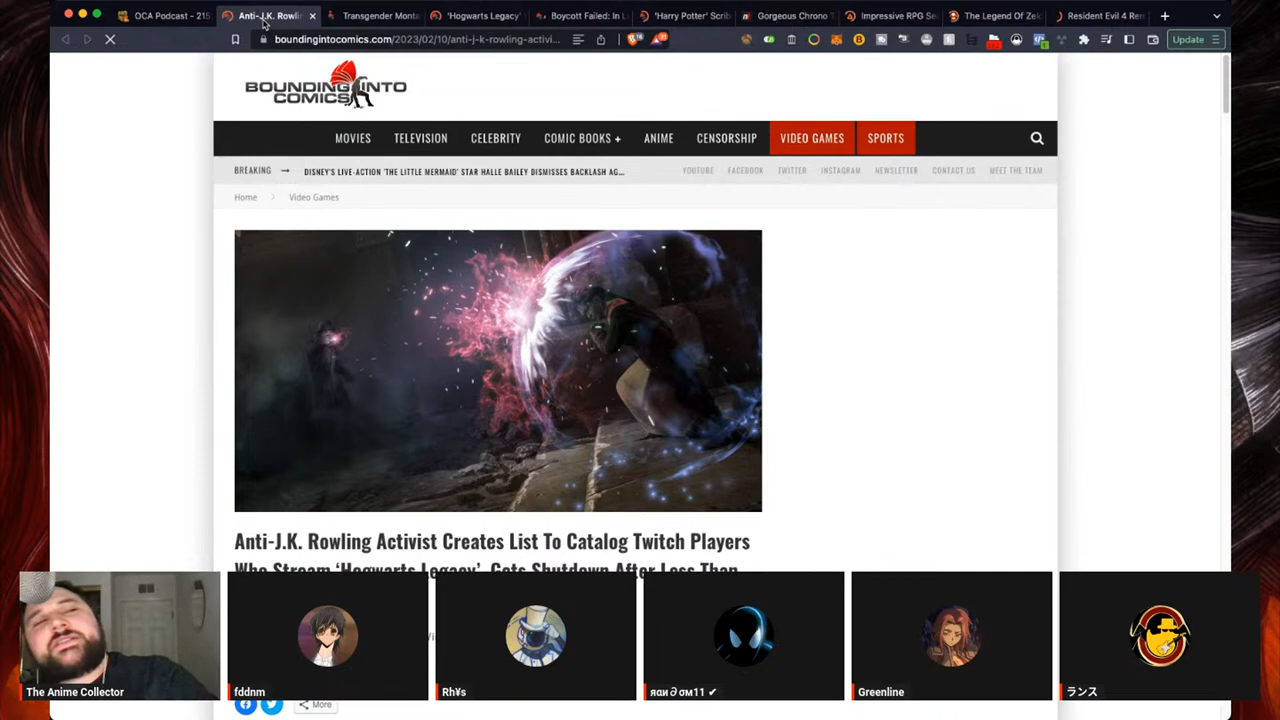 OCA Podcast - 215
Anti-J.K. Rowli
Transgender Monta
'Hogwarts Legacy'
Boycott Failed: In L
'Harry Potter' Scrib
Gorgeous Chrono T
Impressive RPG Se
The Legend Of Zel
Resident Evil 4 Rem
boundingintocomics.com/2023/02/10/anti-j-k-rowling-activi...
Update
BOUNDING INTO
COMICS
MOVIES
TELEVISION
CELEBRITY
COMIC BOOKS +
ANIME
CENSORSHIP
VIDEO GAMES
SPORTS
BREAKING
DISNEY'S LIVE-ACTION 'THE LITTLE MERMAID' STAR HALLE BAILEY DISMISSES BACKLASH AG...
YOUTUBE
FACEBOOK
TWITTER
INSTAGRAM
NEWSLETTER
CONTACT US
MEET THE TEAM
Home
Video Games
Anti-J.K. Rowling Activist Creates List To Catalog Twitch Players
Who Stream 'Hogwarts Legacy', Gets Shutdown After Less Than
The Anime Collector
fddnm
Rh¥s
яαи∂σм11 ✔
Greenline
ランス
More